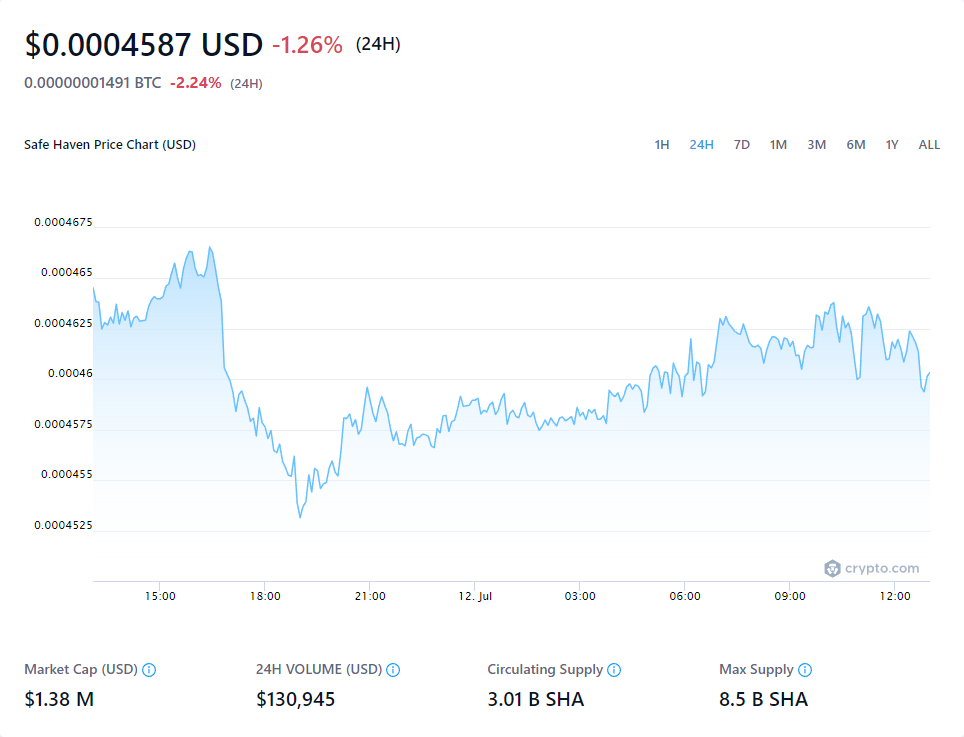 $0.0004587 USD -1.26% (24H)
0.00000001491 BTC -2.24% (24H)
Safe Haven Price Chart (USD) 1H 24H 7D 1M 3M 6M 1Y ALL
0.0004675
0.000465
0.0004625
0.00046
0.0004575
0.000455
0.0004525
crypto.com
15:00 18:00 21:00 12. Jul 03:00 06:00 09:00 12:00
Market Cap (USD) 24H VOLUME (USD) Circulating Supply Max Supply
$1.38 M $130,945 3.01 B SHA 8.5 B SHA